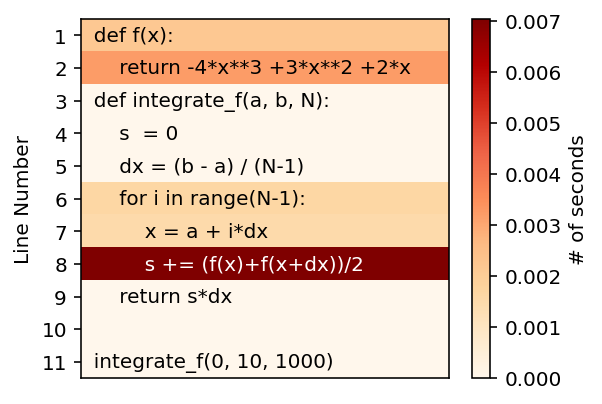 1 def f(x):
2 return -4*x**3 +3*x**2 +2*x
3 def integrate_f(a, b, N):
4 s  = 0
5 dx = (b - a) / (N-1)
6 for i in range(N-1):
7 x = a + i*dx
8 s += (f(x)+f(x+dx))/2
9 return s*dx
10
11 integrate_f(0, 10, 1000)
Line Number
0.007
0.006
0.005
0.004
0.003
0.002
0.001
0.000
# of seconds